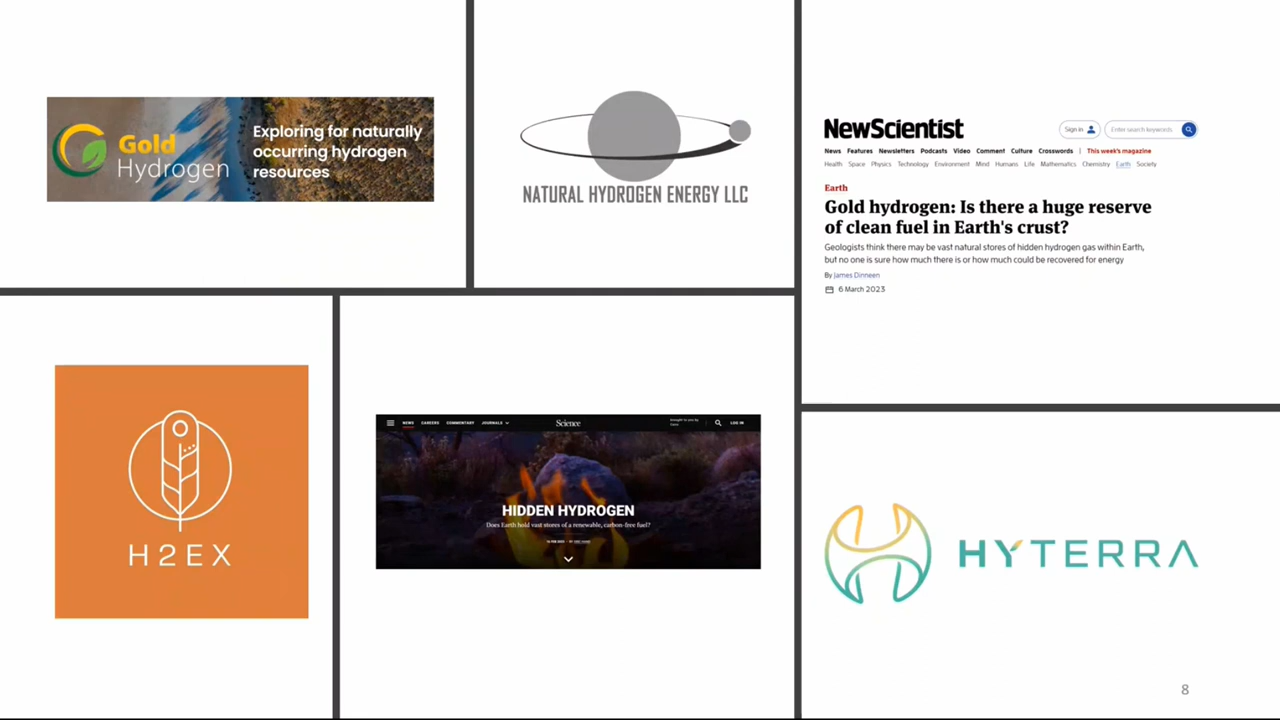 Gold
Hydrogen
Exploring for naturally
occurring hydrogen
resources
NATURAL HYDROGEN ENERGY LLC
NewScientist
Sign in
Enter search keywords
News Features Newsletters Podcasts Video Comment Culture Crosswords | This week's magazine
Health Space Physics Technology Environment Mind Humans Life Mathematics Chemistry Earth Society
Earth
Gold hydrogen: Is there a huge reserve
of clean fuel in Earth's crust?
Geologists think there may be vast natural stores of hidden hydrogen gas within Earth,
but no one is sure how much there is or how much could be recovered for energy
By James Dinneen
6 March 2023
H2EX
NEWS CAREERS COMMENTARY JOURNALS
Science
LOG IN
HIDDEN HYDROGEN
Does Earth hold vast stores of a renewable, carbon-free fuel?
HYTERRA
8